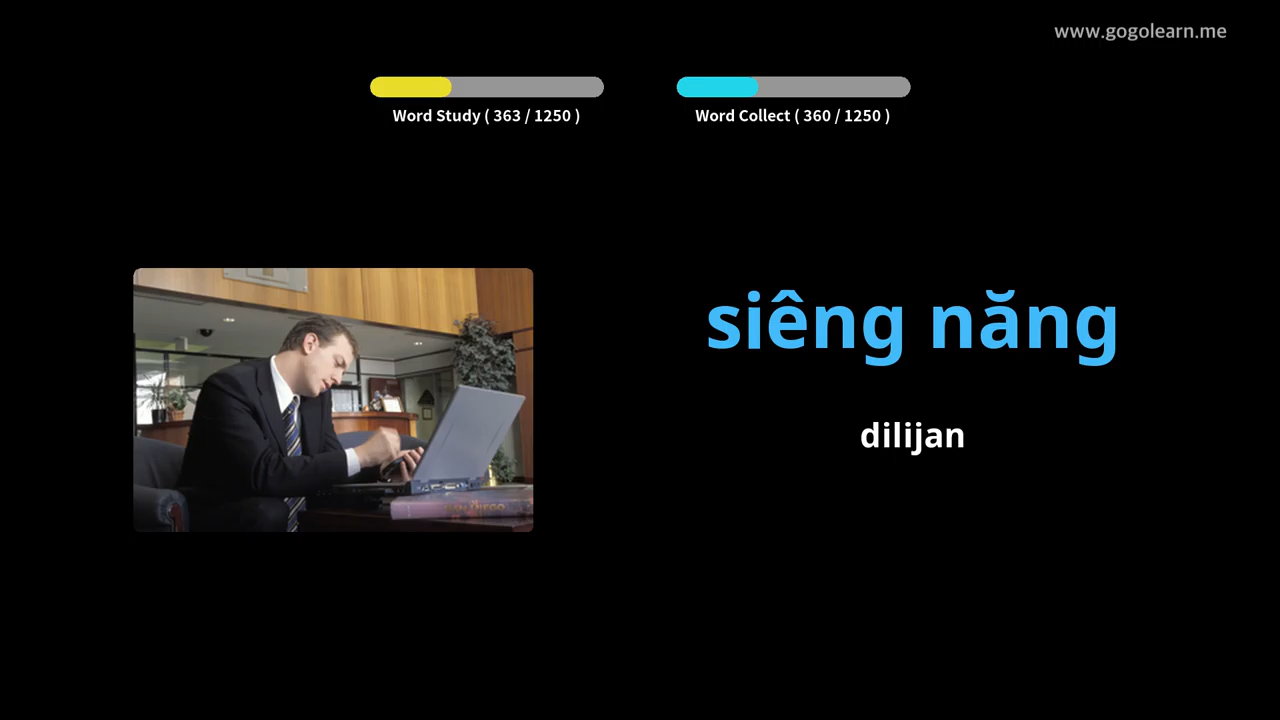 www.gogolearn.me
Word Study ( 363 / 1250 )
Word Collect ( 360 / 1250 )
siêng năng
dilijan